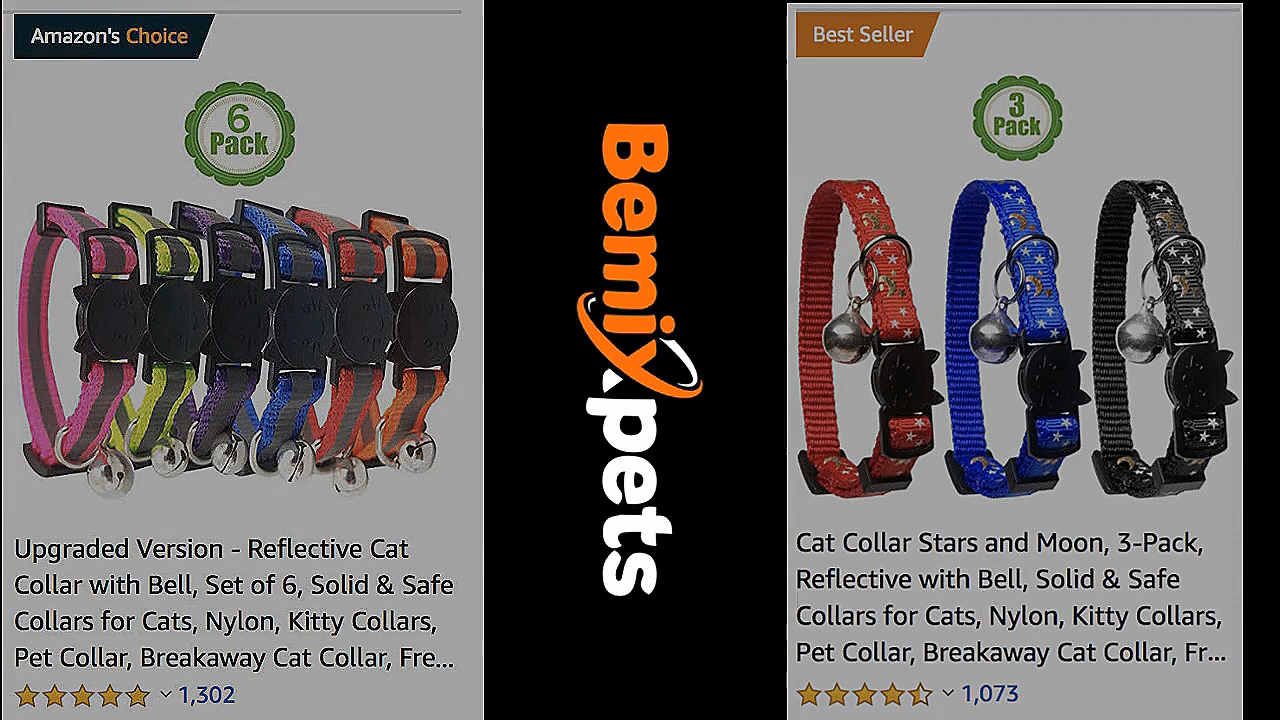 Amazon's Choice
6
Pack
Upgraded Version - Reflective Cat
Collar with Bell, Set of 6, Solid & Safe
Collars for Cats, Nylon, Kitty Collars,
Pet Collar, Breakaway Cat Collar, Fre...
1,302
Bemixpets
Best Seller
3
Pack
Cat Collar Stars and Moon, 3-Pack,
Reflective with Bell, Solid & Safe
Collars for Cats, Nylon, Kitty Collars,
Pet Collar, Breakaway Cat Collar, Fr...
1,073